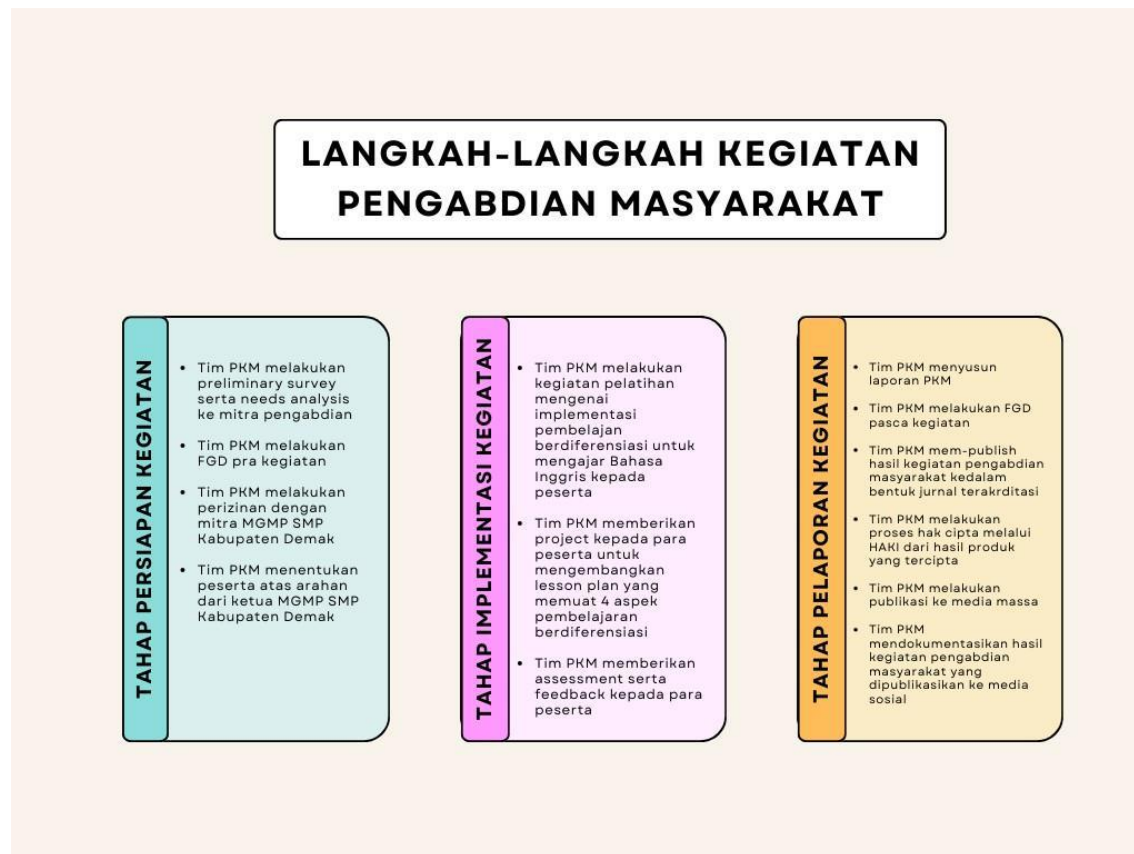 LANGKAH-LANGKAH KEGIATAN
PENGABDIAN MASYARAKAT
TAHAP PERSIAPAN KEGIATAN
• Tim PKM melakukan
preliminary survey
serta needs analysis
ke mitra pengabdian
• Tim PKM melakukan
FGD pra kegiatan
• Tim PKM melakukan
perizinan dengan
mitra MGMP SMP
Kabupaten Demak
• Tim PKM menentukan
peserta atas arahan
dari ketua MGMP SMP
Kabupaten Demak
TAHAP IMPLEMENTASI KEGIATAN
• Tim PKM melakukan
kegiatan pelatihan
mengenai
implementasi
pembelajan
berdiferensiasi untuk
mengajar Bahasa
Inggris kepada
peserta
• Tim PKM memberikan
project kepada para
peserta untuk
mengembangkan
lesson plan yang
memuat 4 aspek
pembelajaran
berdiferensiasi
• Tim PKM memberikan
assessment serta
feedback kepada para
peserta
TAHAP PELAPORAN KEGIATAN
• Tim PKM menyusun
laporan PKM
• Tim PKM melakukan FGD
pasca kegiatan
• Tim PKM mem-publish
hasil kegiatan pengabdian
masyarakat kedalam
bentuk jurnal terakrditasi
• Tim PKM melakukan
proses hak cipta melalui
HAKI dari hasil produk
yang tercipta
• Tim PKM melakukan
publikasi ke media massa
• Tim PKM
mendokumentasikan hasil
kegiatan pengabdian
masyarakat yang
dipublikasikan ke media
sosial